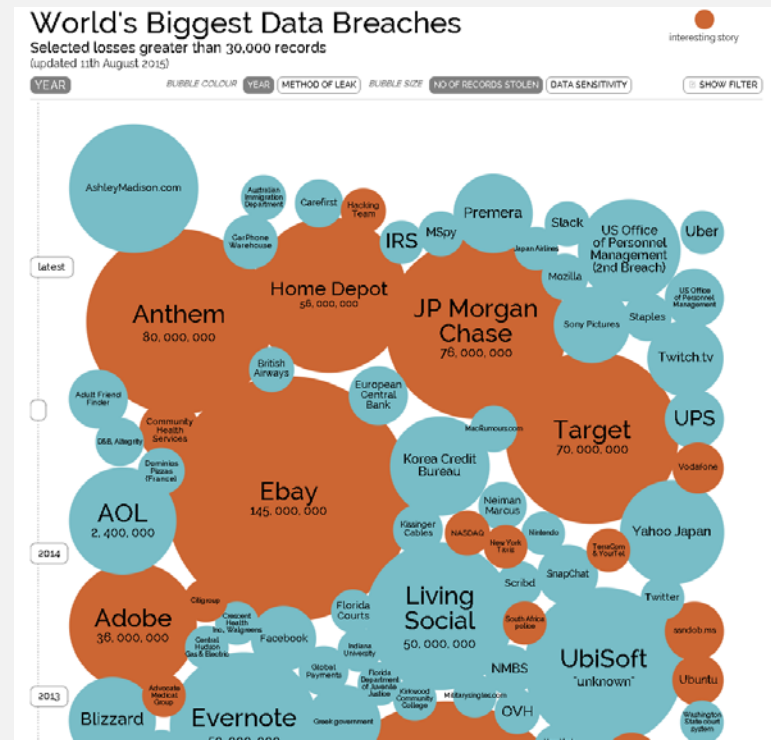 World's Biggest Data Breaches
Selected losses greater than 30,000 records
(updated 11th August 2015)
interesting story
YEAR
BUBBLE COLOUR YEAR METHOD OF LEAK BUBBLE SIZE NO OF RECORDS STOLEN DATA SENSITIVITY SHOW FILTER
AshleyMadison.com
Australian
Immigration
Department
Carefirst
Hacking
Team
CarPhone
Warehouse
IRS
MSpy
Premera
Japan Airlines
Slack
Mozilla
US Office
of Personnel
Management
(2nd Breach)
Uber
latest
US Office
of Personnel
Management
Anthem
80, 000, 000
Home Depot
56, 000, 000
JP Morgan
Chase
76, 000, 000
Sony Pictures
Staples
Twitch.tv
British
Airways
European
Central
Bank
Adult Friend
Finder
Community
Health
Services
D&B, Altegrity
Dominios
Pizzas
(France)
MacRumours.com
Target
70, 000, 000
UPS
Vodafone
Korea Credit
Bureau
Ebay
145, 000, 000
AOL
2, 400, 000
Neiman
Marcus
Kissinger
Cables
NASDAQ
New York
Taxis
Nintendo
Yahoo Japan
TerraCom
& YourTel
2014
SnapChat
Scribd
Twitter
Adobe
36, 000, 000
Citigroup
Crescent
Health
Inc., Walgreens
Central
Hudson
Gas & Electric
Facebook
Florida
Courts
Living
Social
50, 000, 000
South Africa
police
UbiSoft
"unknown"
sandob.ms
Indiana
University
Global
Payments
Florida
Department
of Juvenile
Justice
NMBS
Ubuntu
2013
Advocate
Medical
Group
Kirkwood
Community
College
Militarysingles.com
OVH
Washington
State court
system
Blizzard
Evernote
50, 000, 000
Greek government